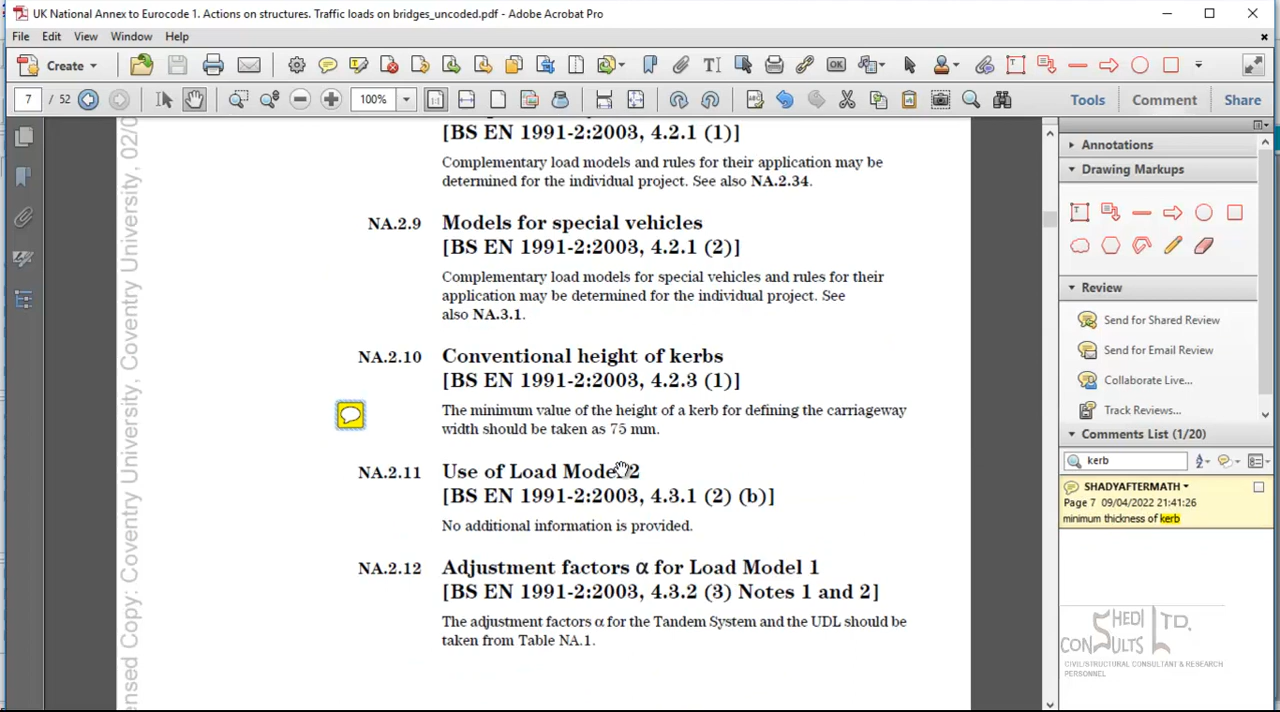 UK National Annex to Eurocode 1. Actions on structures. Traffic loads on bridges_uncoded.pdf - Adobe Acrobat Pro
File Edit View Window Help
Create
7 / 52
100%
Tools Comment Share
[BS EN 1991-2:2003, 4.2.1 (1)]
Complementary load models and rules for their application may be
determined for the individual project. See also NA.2.34.
NA.2.9 Models for special vehicles
[BS EN 1991-2:2003, 4.2.1 (2)]
Complementary load models for special vehicles and rules for their
application may be determined for the individual project. See
also NA.3.1.
NA.2.10 Conventional height of kerbs
[BS EN 1991-2:2003, 4.2.3 (1)]
The minimum value of the height of a kerb for defining the carriageway
width should be taken as 75 mm.
NA.2.11 Use of Load Model 2
[BS EN 1991-2:2003, 4.3.1 (2) (b)]
No additional information is provided.
NA.2.12 Adjustment factors α for Load Model 1
[BS EN 1991-2:2003, 4.3.2 (3) Notes 1 and 2]
The adjustment factors α for the Tandem System and the UDL should be
taken from Table NA.1.
ensed Copy: Coventry University, Coventry University, 02/0
Annotations
Drawing Markups
Review
Send for Shared Review
Send for Email Review
Collaborate Live...
Track Reviews...
Comments List (1/20)
kerb
SHADYAFTERMATH
Page 7 09/04/2022 21:41:26
minimum thickness of kerb
SHEDI LTD.
CONSULTS
CIVIL/STRUCTURAL CONSULTANT & RESEARCH
PERSONNEL